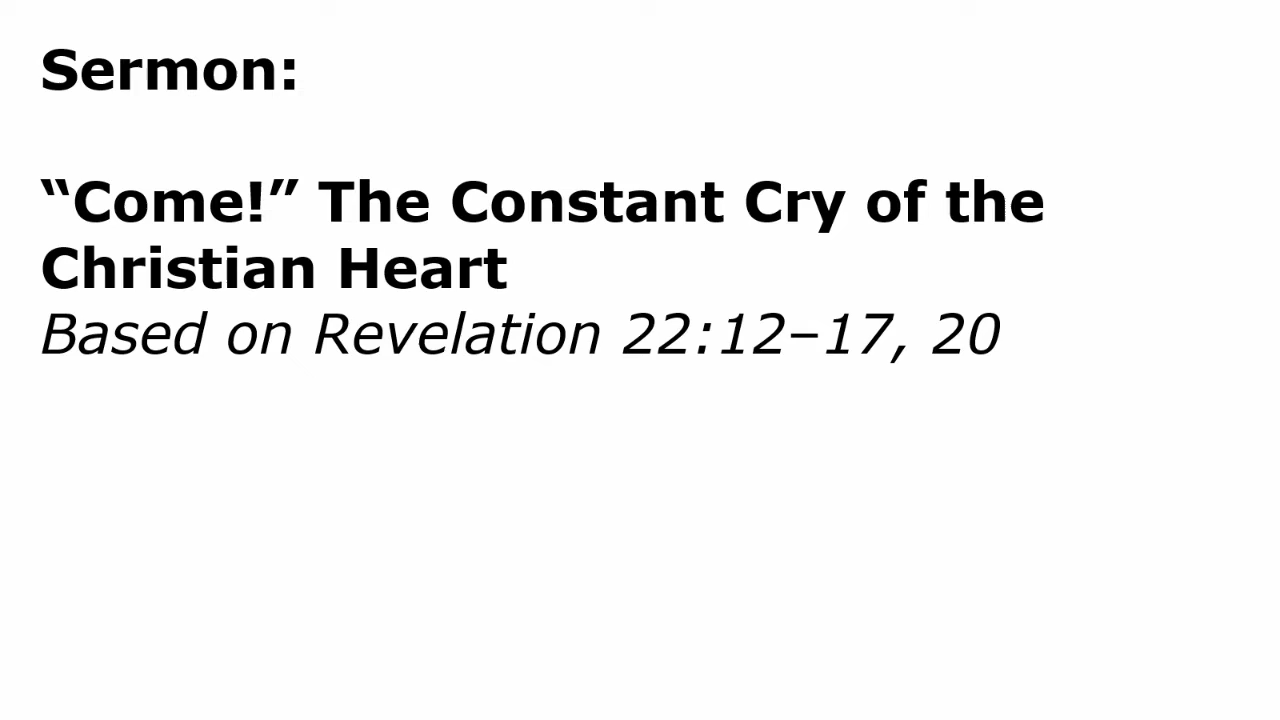 Sermon:
“Come!” The Constant Cry of the
Christian Heart
Based on Revelation 22:12–17, 20